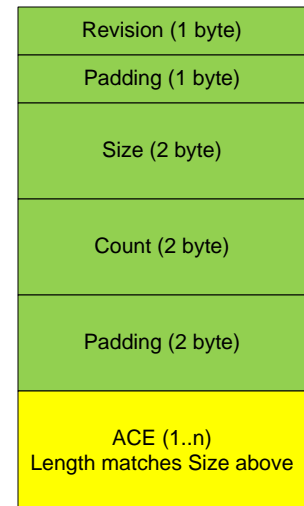 Revision (1 byte)
Padding (1 byte)
Size (2 byte)
Count (2 byte)
Padding (2 byte)
ACE (1..n)
Length matches Size above